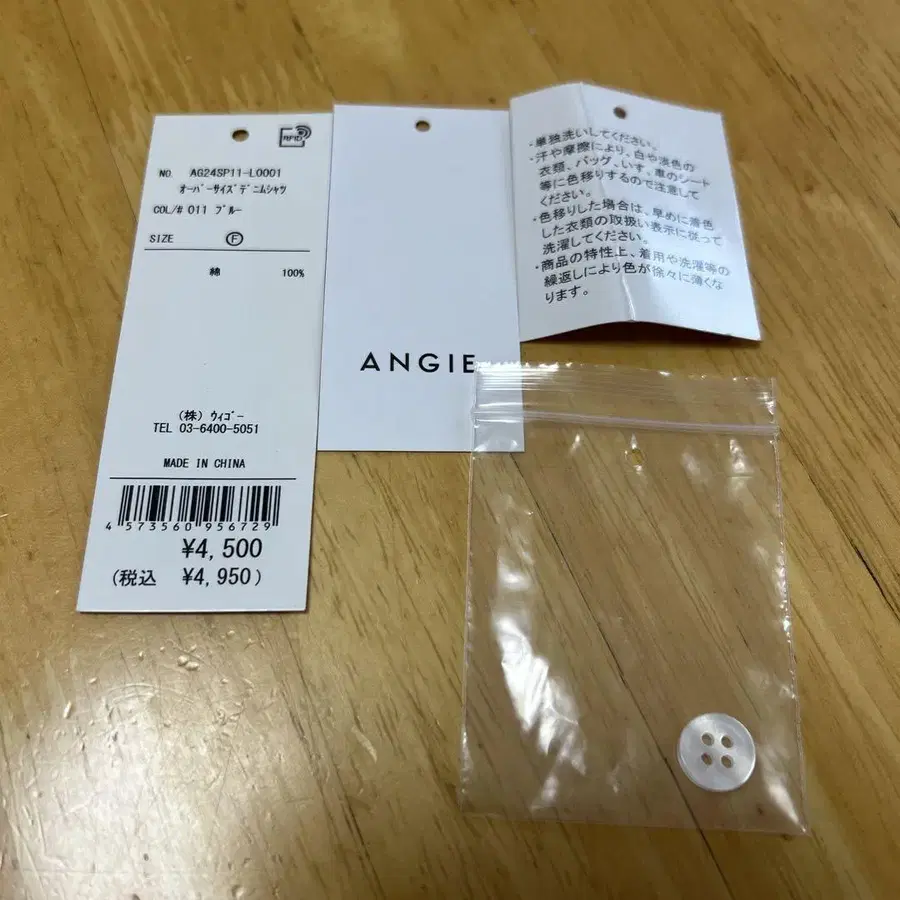 RFID
NO. AG24SP11-L0001
オーバーサイズデニムシャツ
COL/# 011 ブルー
SIZE Ⓕ
綿 100%
(株) ウィゴー
TEL 03-6400-5051
MADE IN CHINA
4 573560 956729
¥4,500
(税込 ¥4,950)
ANGIE
・単独洗いしてください。
・汗や摩擦により、白や淡色の
衣類、バッグ、いす、車のシート
等に色移りするので注意して
ください。
・色移りした場合は、早めに着色
した衣類の取扱い表示に従って
洗濯してください。
・商品の特性上、着用や洗濯等の
繰返しにより色が徐々に薄くな
ります。